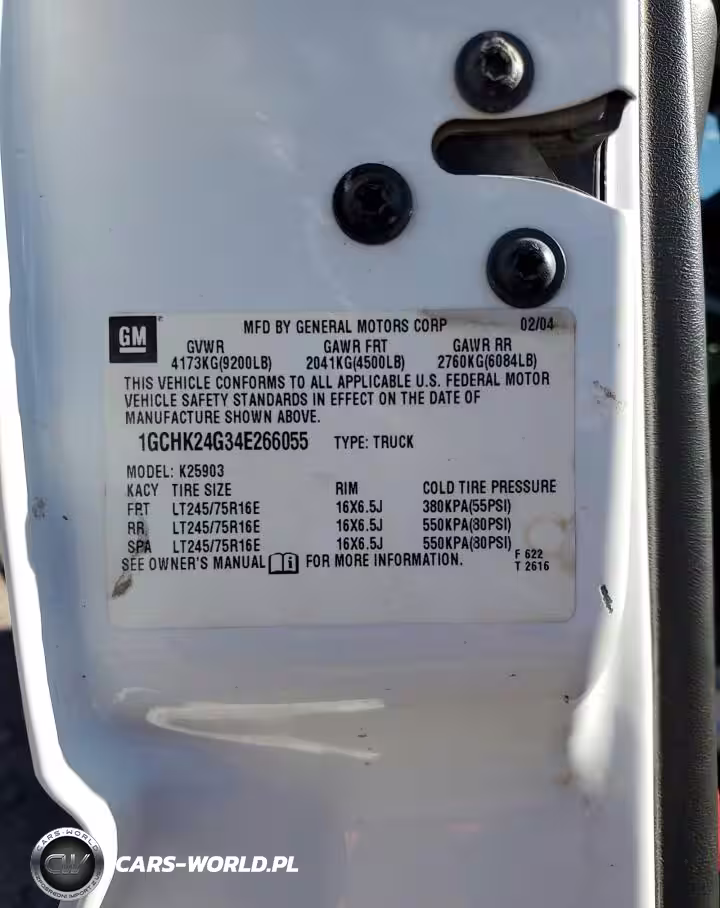 GM
MFD BY GENERAL MOTORS CORP 02/04
GVWR GAWR FRT GAWR RR
4173KG(9200LB) 2041KG(4500LB) 2760KG(6084LB)
THIS VEHICLE CONFORMS TO ALL APPLICABLE U.S. FEDERAL MOTOR
VEHICLE SAFETY STANDARDS IN EFFECT ON THE DATE OF
MANUFACTURE SHOWN ABOVE.
1GCHK24G34E266055 TYPE: TRUCK
MODEL: K25903
KACY TIRE SIZE RIM COLD TIRE PRESSURE
FRT LT245/75R16E 16X6.5J 380KPA(55PSI)
RR LT245/75R16E 16X6.5J 550KPA(80PSI)
SPA LT245/75R16E 16X6.5J 550KPA(80PSI)
SEE OWNER'S MANUAL FOR MORE INFORMATION.
F 622
T 2616
CARS-WORLD
CW
CARS-WORLD.PL